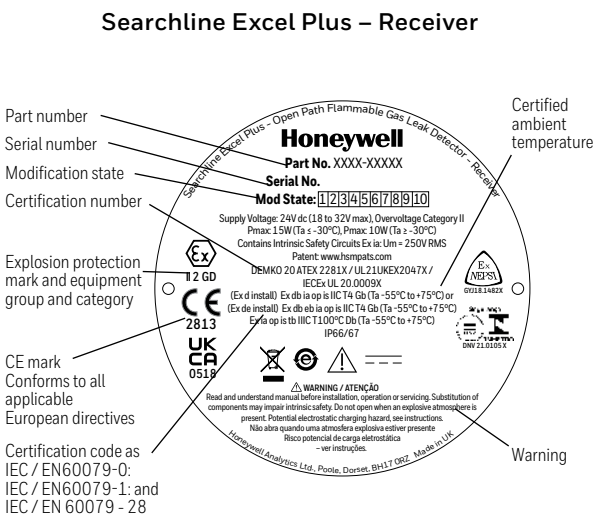 Searchline Excel Plus – Receiver
Part number
Serial number
Modification state
Certification number
Explosion protection
mark and equipment
group and category
CE mark
Conforms to all
applicable
European directives
Certification code as
IEC / EN60079-0:
IEC / EN60079-1: and
IEC / EN 60079 - 28
Searchline Excel Plus - Open Path Flammable Gas Leak Detector - Receiver
Honeywell
Part No. XXXX-XXXXX
Serial No.
Mod State: 1 2 3 4 5 6 7 8 9 10
Supply Voltage: 24V dc (18 to 32V max), Overvoltage Category II
Pmax: 15W (Ta ≤ -30°C), Pmax: 10W (Ta ≥ -30°C)
Contains Intrinsic Safety Circuits Ex ia: Um = 250V RMS
Patent: www.hsmpats.com
DEMKO 20 ATEX 2281X / UL21UKEX2047X /
IECEx UL 20.0009X
(Ex d install) Ex db ia op is IIC T4 Gb (Ta -55°C to +75°C) or
(Ex de install) Ex db eb ia op is IIC T4 Gb (Ta -55°C to +75°C)
Ex ia op is tb IIIC T100°C Db (Ta -55°C to +75°C)
IP66/67
Ex
II 2 GD
CE
2813
UK
CA
0518
Ex
NEPSI
GYJ18.1482X
DNV 21.0105 X
WARNING / ATENÇÃO
Read and understand manual before installation, operation or servicing. Substitution of
components may impair intrinsic safety. Do not open when an explosive atmosphere is
present. Potential electrostatic charging hazard, see instructions.
Não abra quando uma atmosfera explosiva estiver presente
Risco potencial de carga eletrostática
– ver instruções.
Honeywell Analytics Ltd., Poole, Dorset, BH17 0RZ Made in UK
Certified
ambient
temperature
Warning